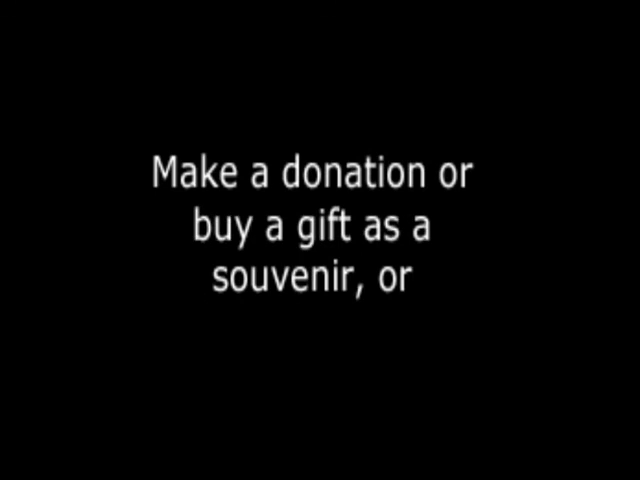 Make a donation or
buy a gift as a
souvenir, or